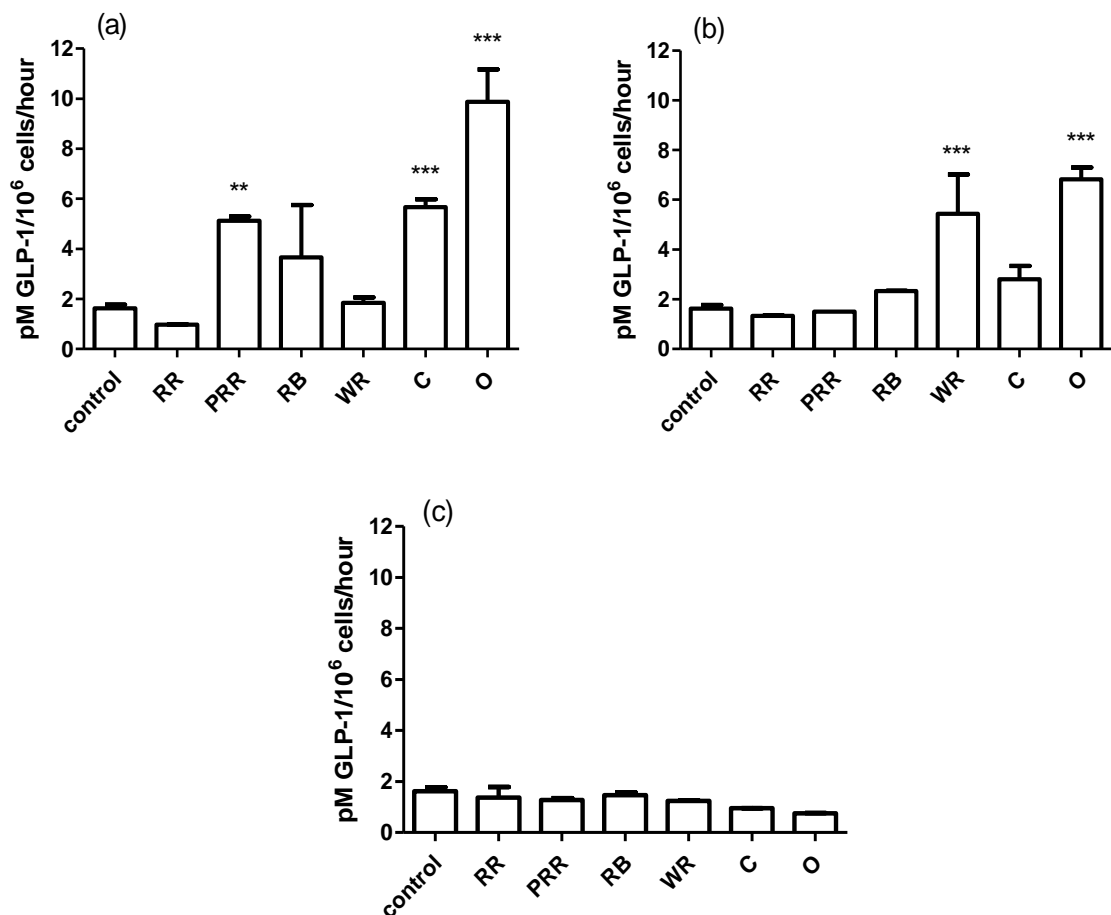 (a)
pM GLP-1/10⁶ cells/hour
12
10
8
6
4
2
0
**
***
***
control RR PRR RB WR C O
(b)
pM GLP-1/10⁶ cells/hour
12
10
8
6
4
2
0
***
***
control RR PRR RB WR C O
(c)
pM GLP-1/10⁶ cells/hour
12
10
8
6
4
2
0
control RR PRR RB WR C O